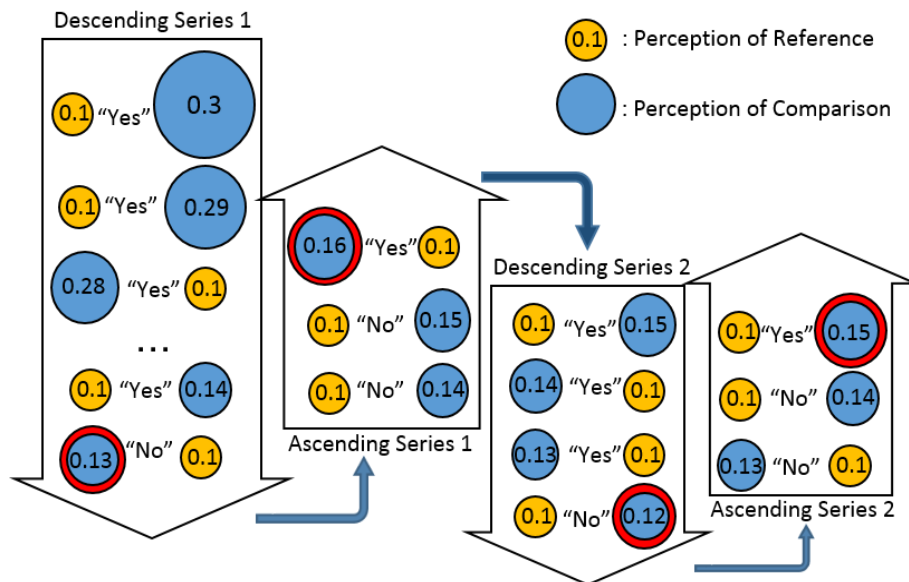 Descending Series 1
0.1 "Yes" 0.3
0.1 "Yes" 0.29
0.28 "Yes" 0.1
...
0.1 "Yes" 0.14
0.13 "No" 0.1
0.16 "Yes" 0.1
0.1 "No" 0.15
0.1 "No" 0.14
Ascending Series 1
0.1 : Perception of Reference
: Perception of Comparison
Descending Series 2
0.1 "Yes" 0.15
0.14 "Yes" 0.1
0.13 "Yes" 0.1
0.1 "No" 0.12
0.1 "Yes" 0.15
0.1 "No" 0.14
0.13 "No" 0.1
Ascending Series 2